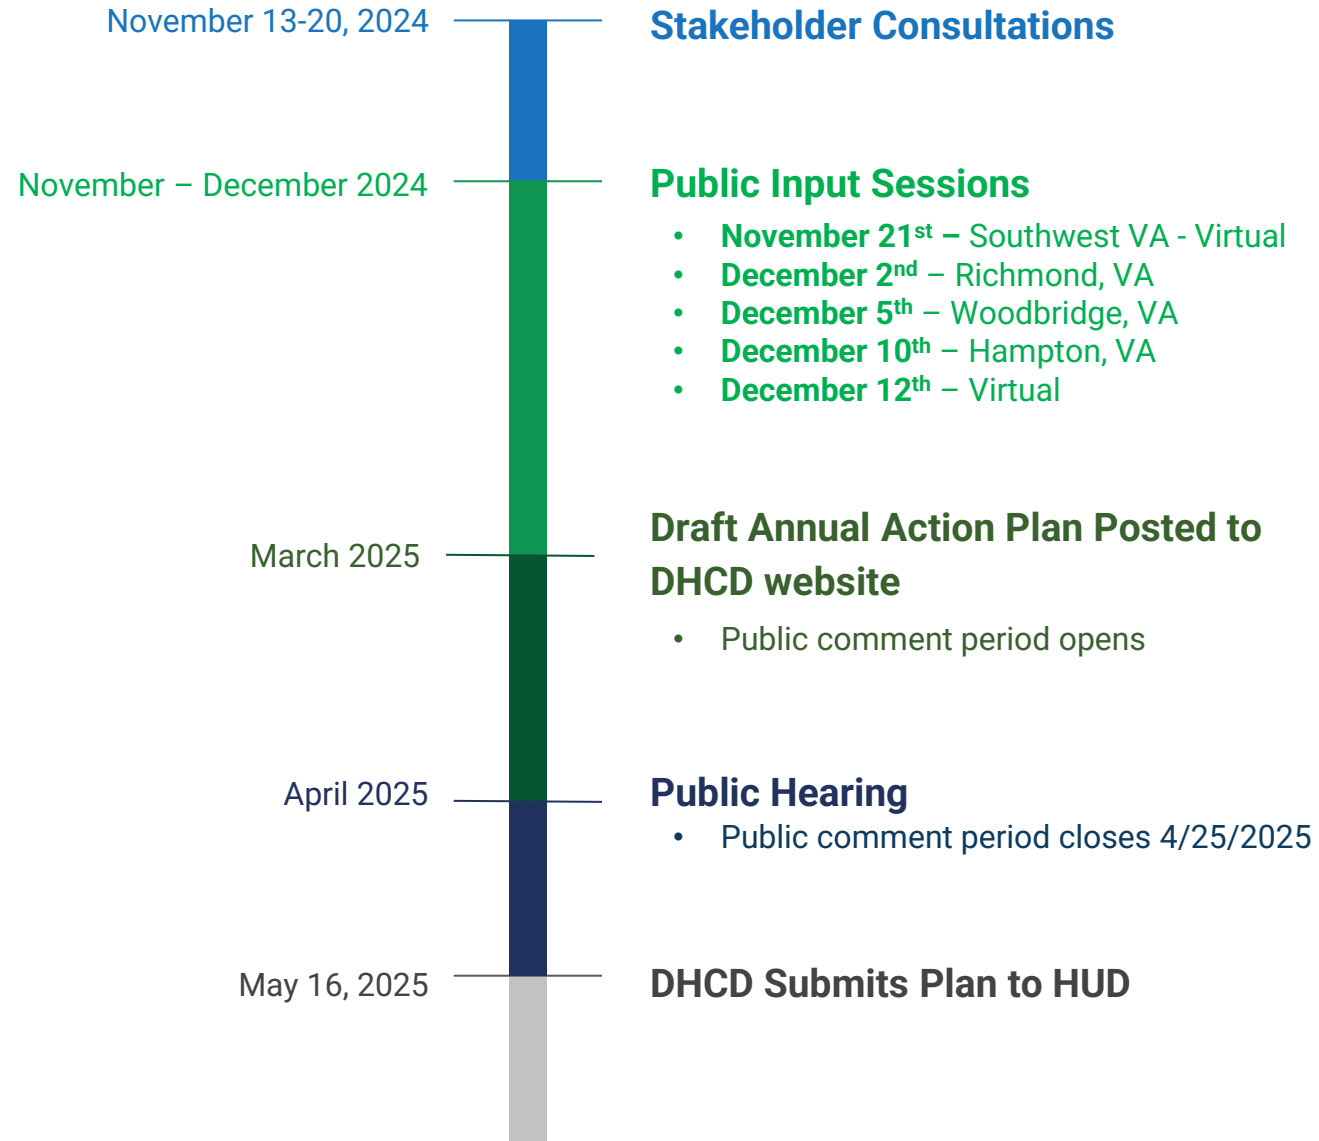 November 13-20, 2024
Stakeholder Consultations
November – December 2024
Public Input Sessions
• November 21st – Southwest VA - Virtual
• December 2nd – Richmond, VA
• December 5th – Woodbridge, VA
• December 10th – Hampton, VA
• December 12th – Virtual
March 2025
Draft Annual Action Plan Posted to
DHCD website
• Public comment period opens
April 2025
Public Hearing
• Public comment period closes 4/25/2025
May 16, 2025
DHCD Submits Plan to HUD